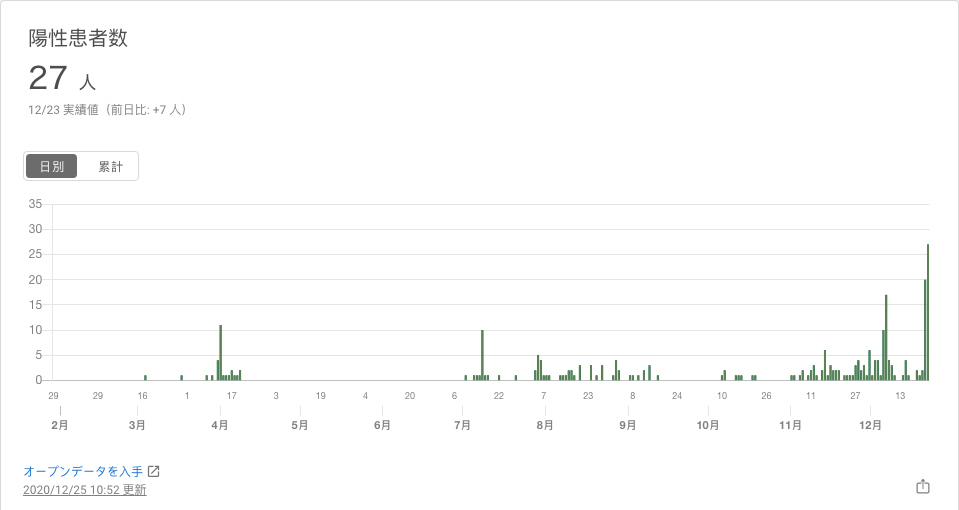 陽性患者数
27 人
12/23 実績値（前日比: +7 人）
日別 累計
35
30
25
20
15
10
5
0
29 29 16 1 17 3 19 4 20 6 22 7 23 8 24 10 26 11 27 13
2月 3月 4月 5月 6月 7月 8月 9月 10月 11月 12月
オープンデータを入手
2020/12/25 10:52 更新